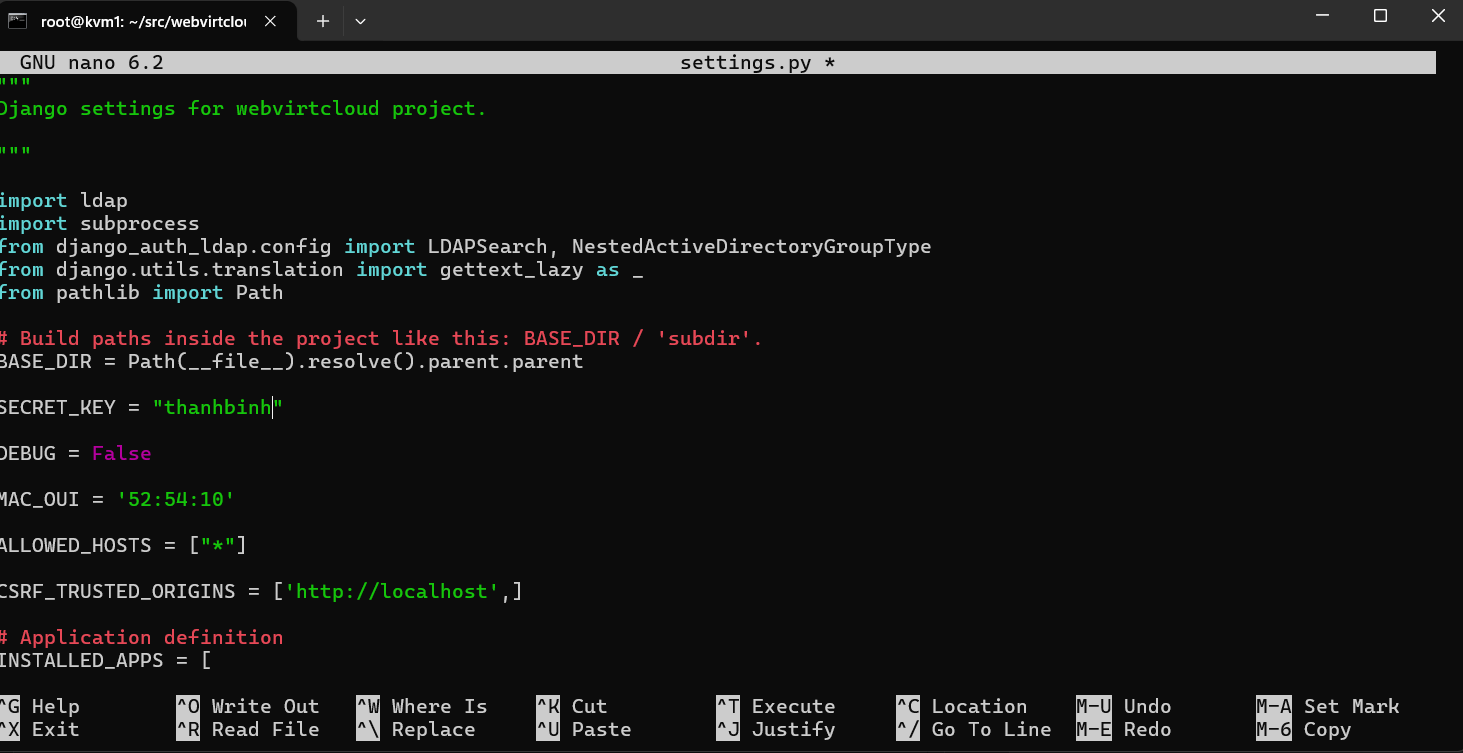 root@kvm1: ~/src/webvirtclou
GNU nano 6.2 settings.py *
"""
Django settings for webvirtcloud project.
"""
import ldap
import subprocess
from django_auth_ldap.config import LDAPSearch, NestedActiveDirectoryGroupType
from django.utils.translation import gettext_lazy as _
from pathlib import Path
# Build paths inside the project like this: BASE_DIR / 'subdir'.
BASE_DIR = Path(__file__).resolve().parent.parent
SECRET_KEY = "thanhbinh"
DEBUG = False
MAC_OUI = '52:54:10'
ALLOWED_HOSTS = ["*"]
CSRF_TRUSTED_ORIGINS = ['http://localhost',]
# Application definition
INSTALLED_APPS = [
^G Help ^O Write Out ^W Where Is ^K Cut ^T Execute ^C Location M-U Undo M-A Set Mark
^X Exit ^R Read File ^\ Replace ^U Paste ^J Justify ^/ Go To Line M-E Redo M-6 Copy